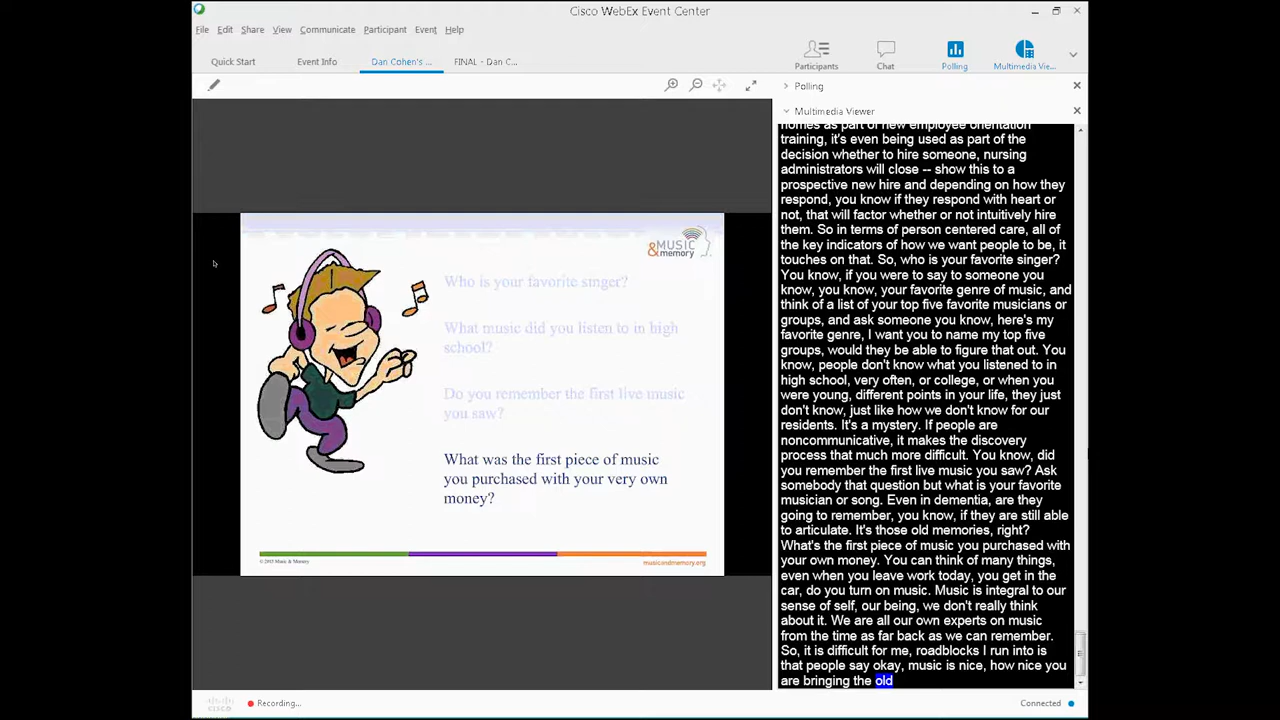 Cisco WebEx Event Center
File Edit Share View Communicate Participant Event Help
Quick Start Event Info Dan Cohen's ... FINAL - Dan C...
Participants Chat Polling Multimedia Vie...
Polling
Multimedia Viewer
MUSIC
&memory
Who is your favorite singer?
What music did you listen to in high
school?
Do you remember the first live music
you saw?
What was the first piece of music
you purchased with your very own
money?
© 2015 Music & Memory
musicandmemory.org
homes as part of new employee orientation
training, it's even being used as part of the
decision whether to hire someone, nursing
administrators will close -- show this to a
prospective new hire and depending on how they
respond, you know if they respond with heart or
not, that will factor whether or not intuitively hire
them. So in terms of person centered care, all of
the key indicators of how we want people to be, it
touches on that. So, who is your favorite singer?
You know, if you were to say to someone you
know, you know, your favorite genre of music, and
think of a list of your top five favorite musicians or
groups, and ask someone you know, here's my
favorite genre, I want you to name my top five
groups, would they be able to figure that out. You
know, people don't know what you listened to in
high school, very often, or college, or when you
were young, different points in your life, they just
don't know, just like how we don't know for our
residents. It's a mystery. If people are
noncommunicative, it makes the discovery
process that much more difficult. You know, did
you remember the first live music you saw? Ask
somebody that question but what is your favorite
musician or song. Even in dementia, are they
going to remember, you know, if they are still able
to articulate. It's those old memories, right?
What's the first piece of music you purchased with
your own money. You can think of many things,
even when you leave work today, you get in the
car, do you turn on music. Music is integral to our
sense of self, our being, we don't really think
about it. We are all our own experts on music
from the time as far back as we can remember.
So, it is difficult for me, roadblocks I run into is
that people say okay, music is nice, how nice you
are bringing the old
CISCO
Recording...
Connected